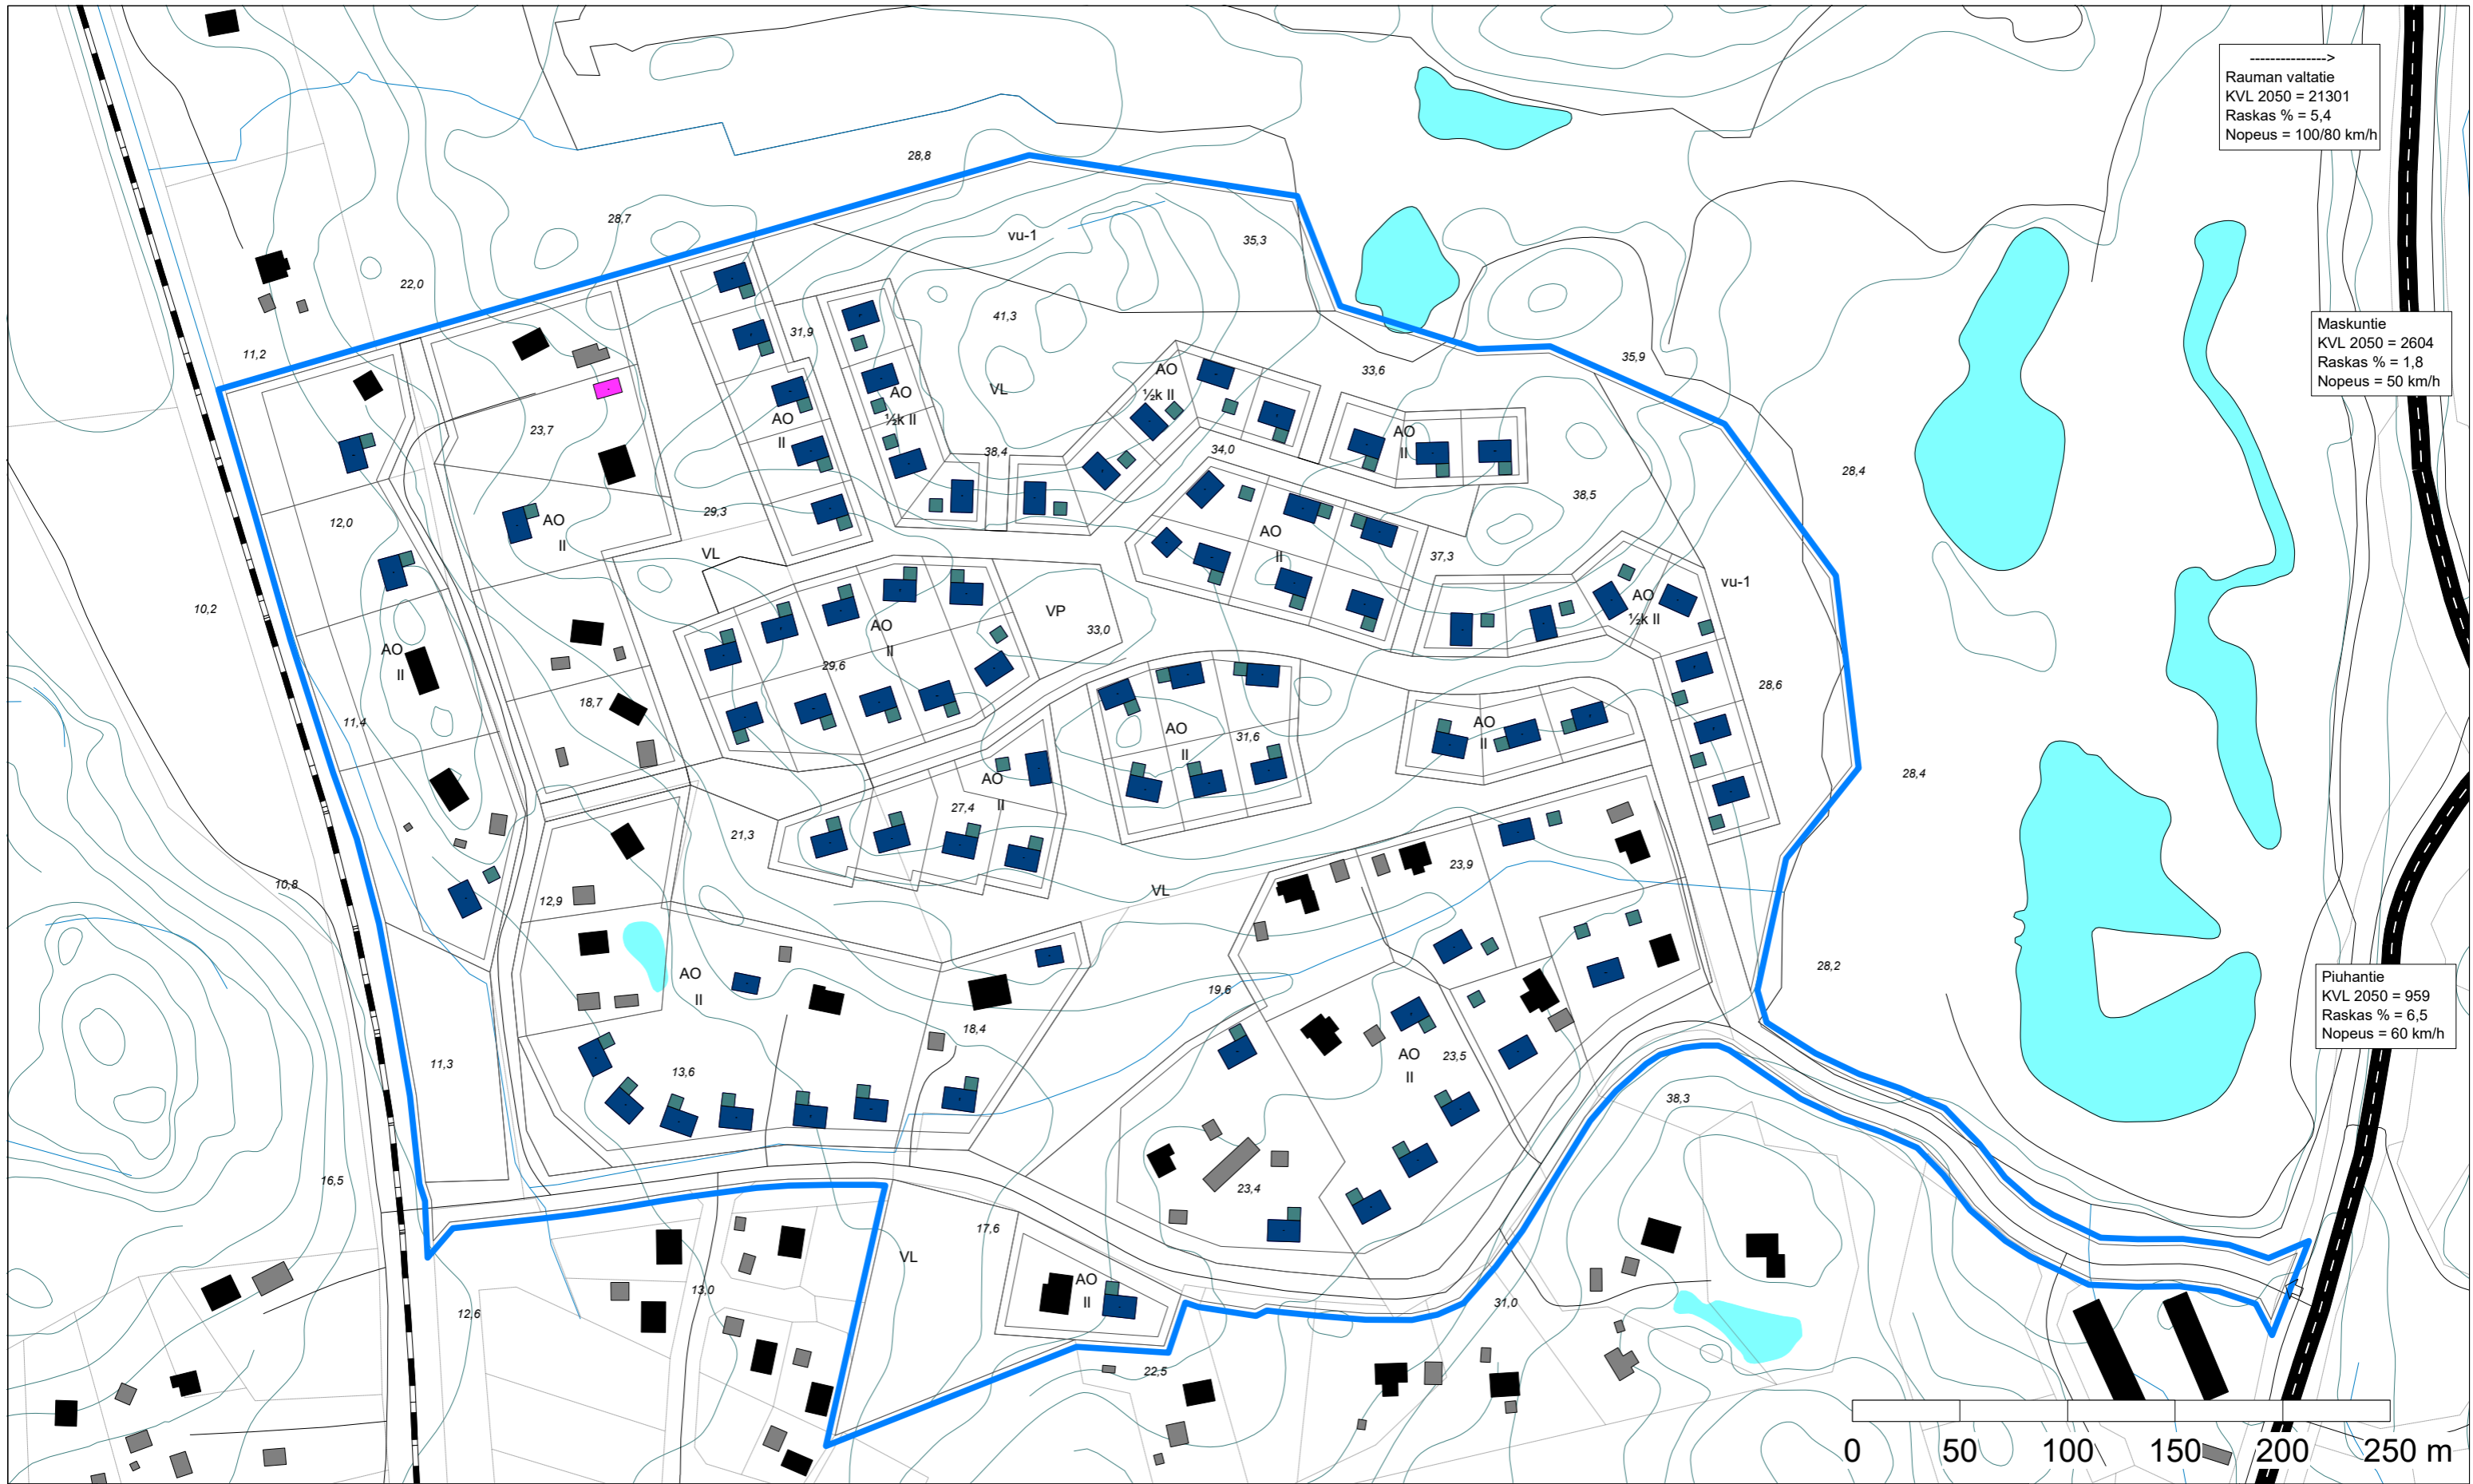 ---------------->
Rauman valtatie
KVL 2050 = 21301
Raskas % = 5,4
Nopeus = 100/80 km/h
28,8
28,7
vu-1
35,3
22,0
41,3
31,9
11,2
Maskuntie
KVL 2050 = 2604
Raskas % = 1,8
Nopeus = 50 km/h
35,9
33,6
VL
AO
½k II
AO
½k II
AO
II
AO
II
23,7
38,4
34,0
28,4
38,5
29,3
12,0
AO
II
AO
II
VL
37,3
vu-1
10,2
VP
33,0
AO
II
AO
½k II
AO
II
29,6
28,6
18,7
11,4
AO
II
31,6
AO
II
28,4
AO
II
27,4
21,3
23,9
10,8
12,9
VL
AO
II
28,2
19,6
Piuhantie
KVL 2050 = 959
Raskas % = 6,5
Nopeus = 60 km/h
18,4
11,3
13,6
AO
II
23,5
38,3
16,5
23,4
17,6
VL
AO
II
13,0
12,6
31,0
22,5
0 50 100 150 200 250 m